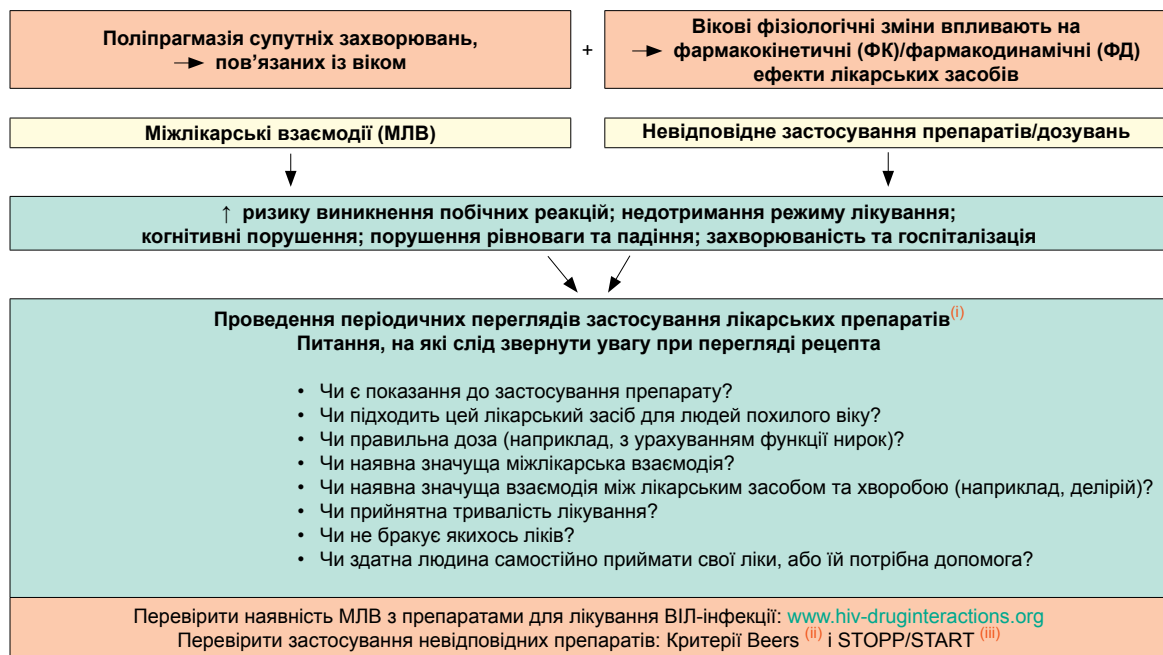 Поліпрагмазія супутніх захворювань,
→ пов’язаних із віком
+
Вікові фізіологічні зміни впливають на
→ фармакокінетичні (ФК)/фармакодинамічні (ФД)
ефекти лікарських засобів
Міжлікарські взаємодії (МЛВ)
Невідповідне застосування препаратів/дозувань
↑ ризику виникнення побічних реакцій; недотримання режиму лікування;
когнітивні порушення; порушення рівноваги та падіння; захворюваність та госпіталізація
Проведення періодичних переглядів застосування лікарських препаратів(i)
Питання, на які слід звернути увагу при перегляді рецепта
• Чи є показання до застосування препарату?
• Чи підходить цей лікарський засіб для людей похилого віку?
• Чи правильна доза (наприклад, з урахуванням функції нирок)?
• Чи наявна значуща міжлікарська взаємодія?
• Чи наявна значуща взаємодія між лікарським засобом та хворобою (наприклад, делірій)?
• Чи прийнятна тривалість лікування?
• Чи не бракує якихось ліків?
• Чи здатна людина самостійно приймати свої ліки, або їй потрібна допомога?
Перевірити наявність МЛВ з препаратами для лікування ВІЛ-інфекції: www.hiv-druginteractions.org
Перевірити застосування невідповідних препаратів: Критерії Beers (ii) і STOPP/START (iii)